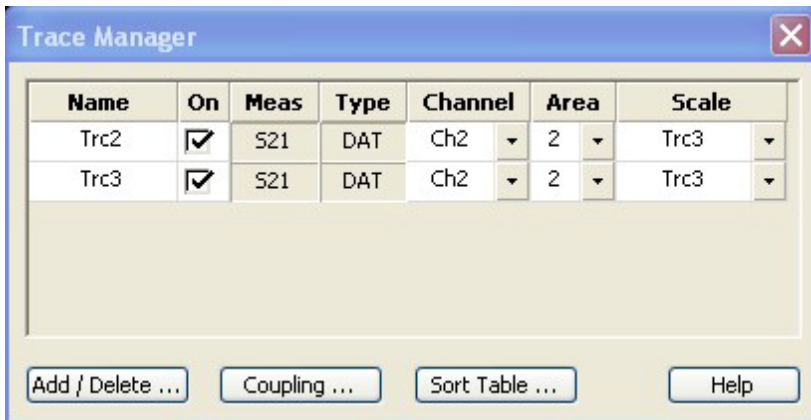 Trace Manager
Name On Meas Type Channel Area Scale
Trc2 S21 DAT Ch2 2 Trc3
Trc3 S21 DAT Ch2 2 Trc3
Add / Delete ... Coupling ... Sort Table ... Help